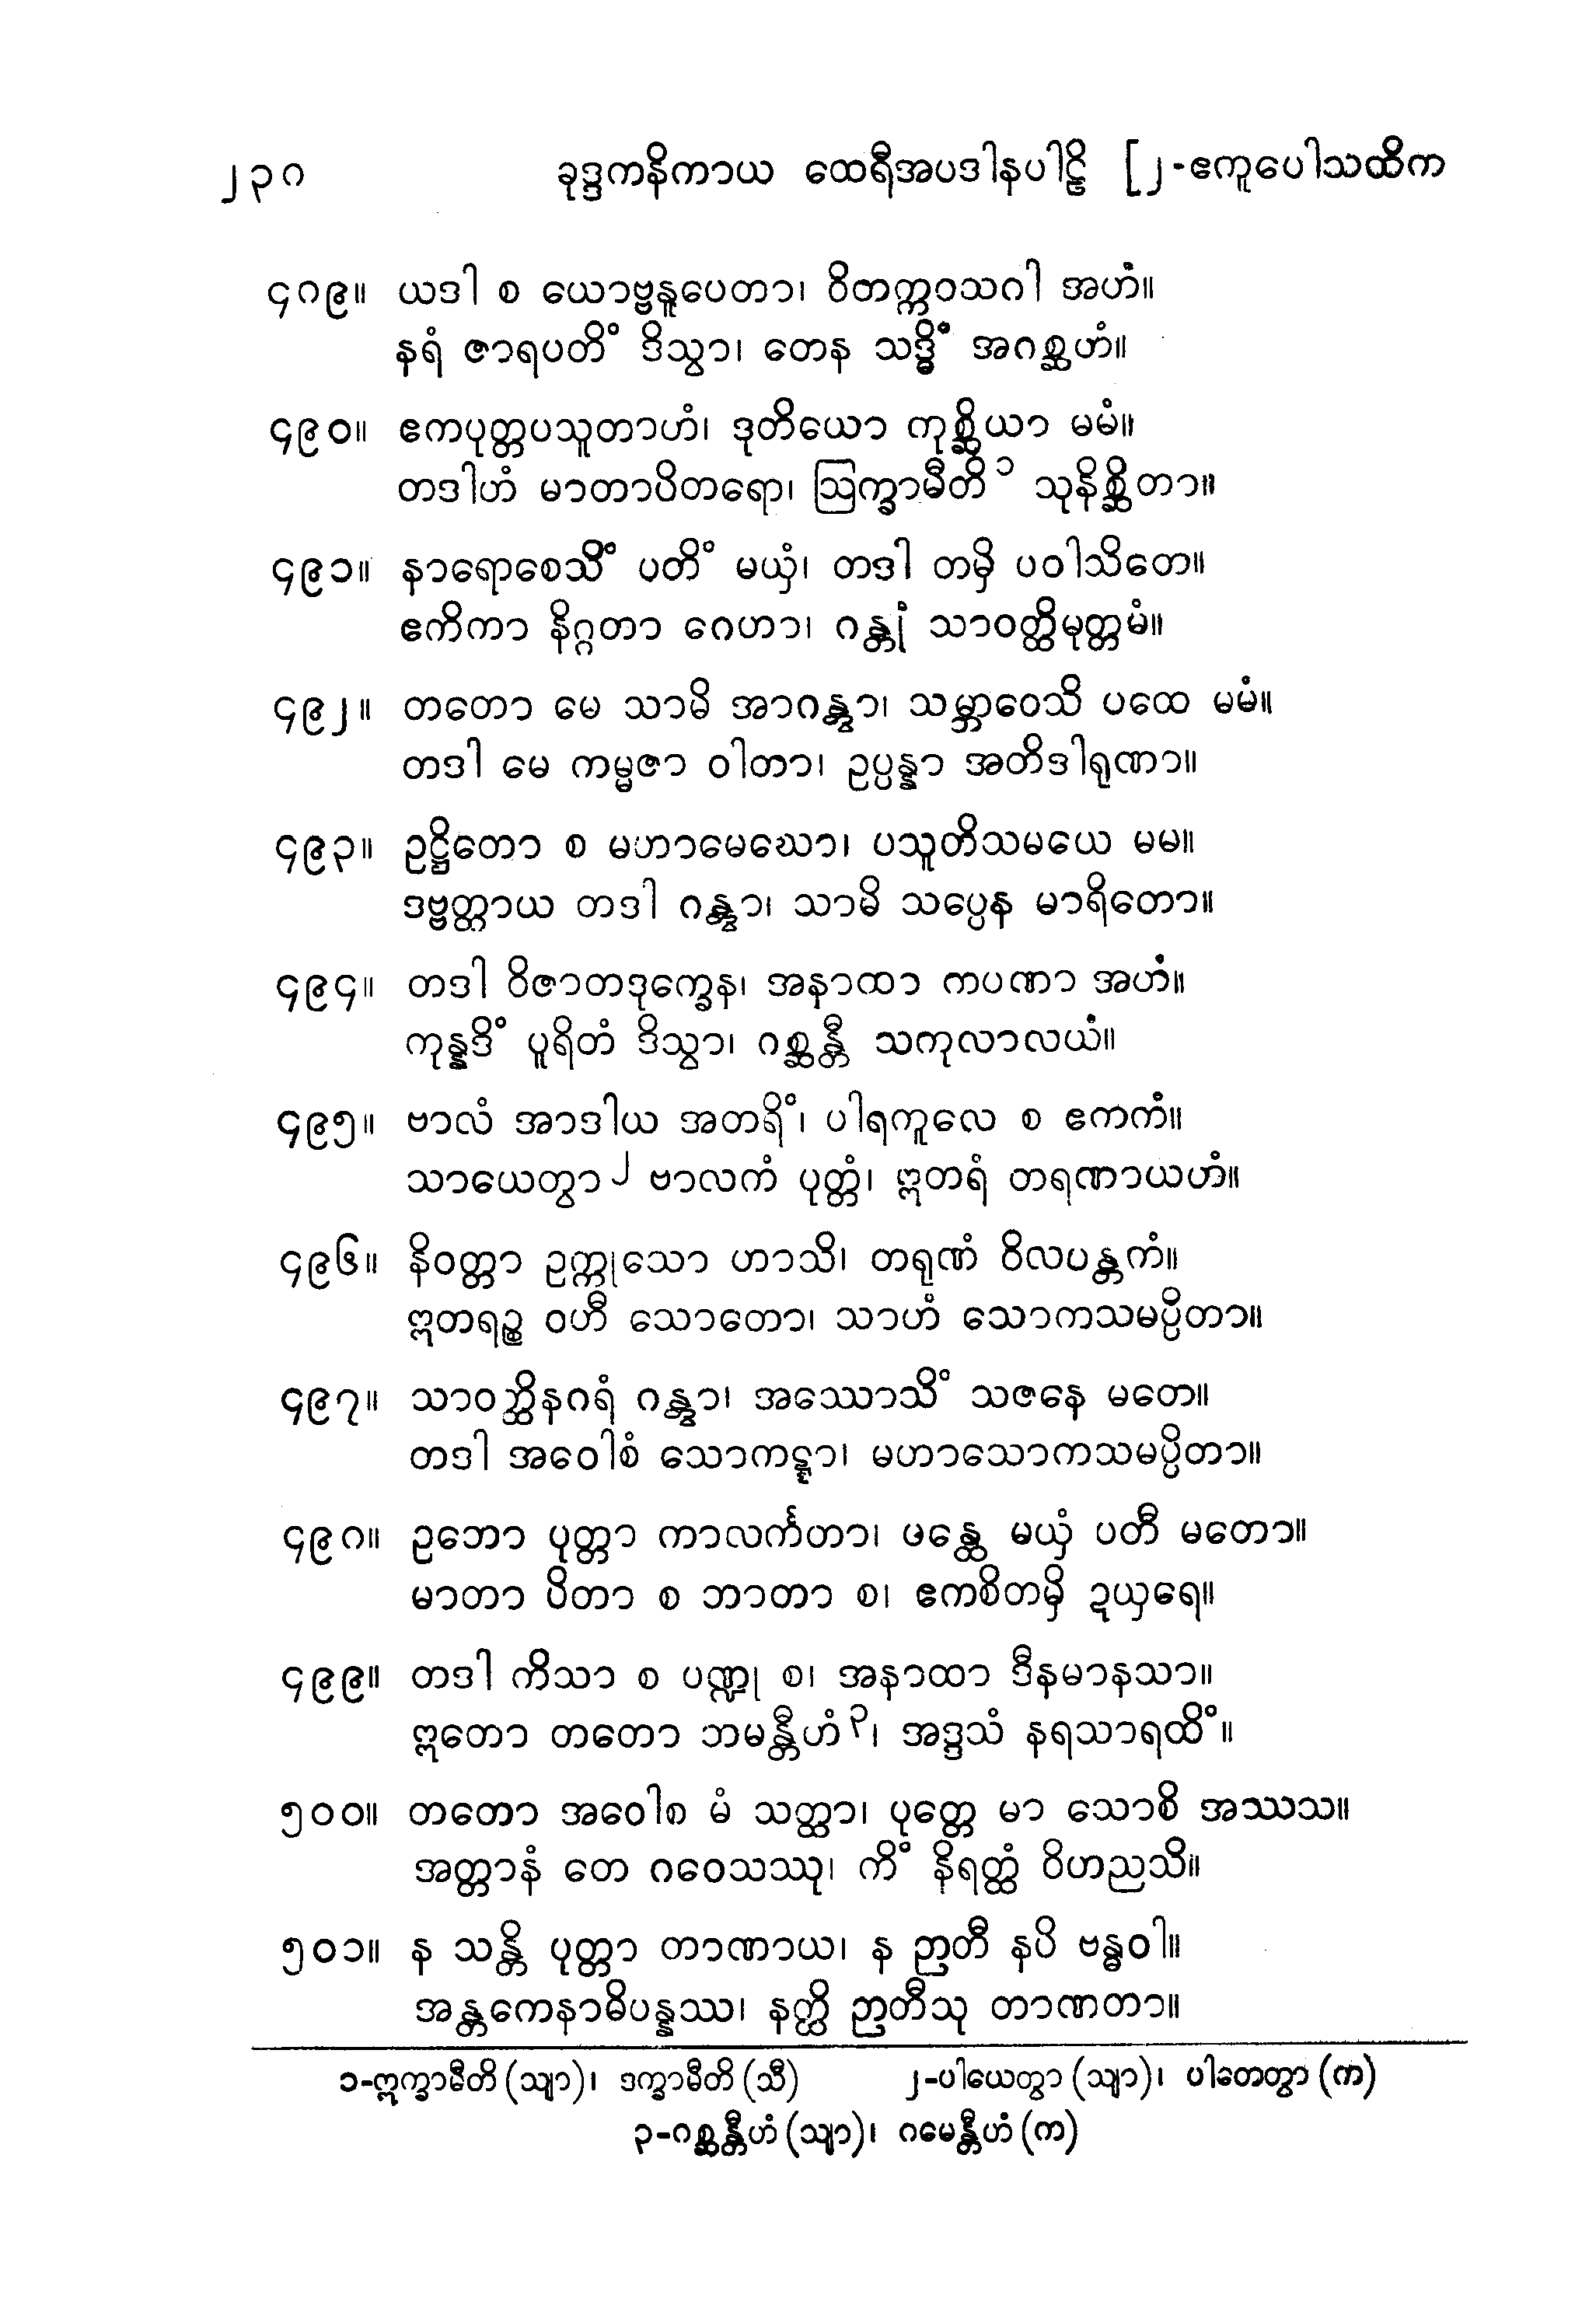 ၂၃၈ ခုဒ္ဒကနိကာယ ထေရီအပဒါနပါဠိ [၂-ဧကူပေါသထိက
၄၈၉။ ယဒါ စ ယောဗ္ဗနူပေတာ၊ ဝိတက္ကဝသဂါ အဟံ။
နရံ ဇာရပတိံ ဒိသွာ၊ တေန သဒ္ဓိံ အဂစ္ဆဟံ။
၄၉၀။ ဧကပုတ္တပသူတာဟံ၊ ဒုတိယော ကုစ္ဆိယာ မမံ။
တဒါဟံ မာတာပိတရော၊ ဩက္ခာမီတိ ၁ သုနိစ္ဆိတာ။
၄၉၁။ နာရောစေသိံ ပတိံ မယှံ၊ တဒါ တမှိ ပဝါသိတေ။
ဧကိကာ နိဂ္ဂတာ ဂေဟာ၊ ဂန္တုံ သာဝတ္ထိမုတ္တမံ။
၄၉၂။ တတော မေ သာမိ အာဂန္တွာ၊ သမ္ဘာဝေသိ ပထေ မမံ။
တဒါ မေ ကမ္မဇာ ဝါတာ၊ ဥပ္ပန္နာ အတိဒါရုဏာ။
၄၉၃။ ဥဋ္ဌိတော စ မဟာမေဃော၊ ပသူတိသမယေ မမ။
ဒဗ္ဗတ္ထာယ တဒါ ဂန္တွာ၊ သာမိ သပ္ပေန မာရိတော။
၄၉၄။ တဒါ ဝိဇာတဒုက္ခေန၊ အနာထာ ကပဏာ အဟံ။
ကုန္နဒိံ ပူရိတံ ဒိသွာ၊ ဂစ္ဆန္တီ သကုလာလယံ။
၄၉၅။ ဗာလံ အာဒါယ အတရိံ၊ ပါရကူလေ စ ဧကကံ။
သာယေတွာ ၂ ဗာလကံ ပုတ္တံ၊ ဣတရံ တရဏာယဟံ။
၄၉၆။ နိဝတ္တာ ဥက္ကုသော ဟာသိ၊ တရုဏံ ဝိလပန္တကံ။
ဣတရဉ္စ ဝဟီ သောတော၊ သာဟံ သောကသမပ္ပိတာ။
၄၉၇။ သာဝတ္ထိနဂရံ ဂန္တွာ၊ အဿောသိံ သဇနေ မတေ။
တဒါ အဝေါစံ သောကဋ္ဋာ၊ မဟာသောကသမပ္ပိတာ။
၄၉၈။ ဥဘော ပုတ္တာ ကာလင်္ကတာ၊ ပန္ထေ မယှံ ပတီ မတော။
မာတာ ပိတာ စ ဘာတာ စ၊ ဧကစိတမှိ ဍယှရေ။
၄၉၉။ တဒါ ကိသာ စ ပဏ္ဍု စ၊ အနာထာ ဒီနမာနသာ။
ဣတော တတော ဘမန္တီဟံ ၃၊ အဒ္ဒသံ နရသာရထိံ။
၅၀၀။ တတော အဝေါစ မံ သတ္ထာ၊ ပုတ္တေ မာ သောစိ အဿသ။
အတ္တာနံ တေ ဂဝေသဿု၊ ကိံ နိရတ္ထံ ဝိဟညသိ။
၅၀၁။ န သန္တိ ပုတ္တာ တာဏာယ၊ န ဉာတီ နပိ ဗန္ဓဝါ။
အန္တကေနာဓိပန္နဿ၊ နတ္ထိ ဉာတီသု တာဏတာ။
၁-ဣက္ခာမီတိ (သျာ)၊ ဒက္ခာမီတိ (သီ) ၂-ပါယေတွာ (သျာ)၊ ပါတေတွာ (က)
၃-ဂစ္ဆန္တီဟံ (သျာ)၊ ဂမေန္တီဟံ (က)